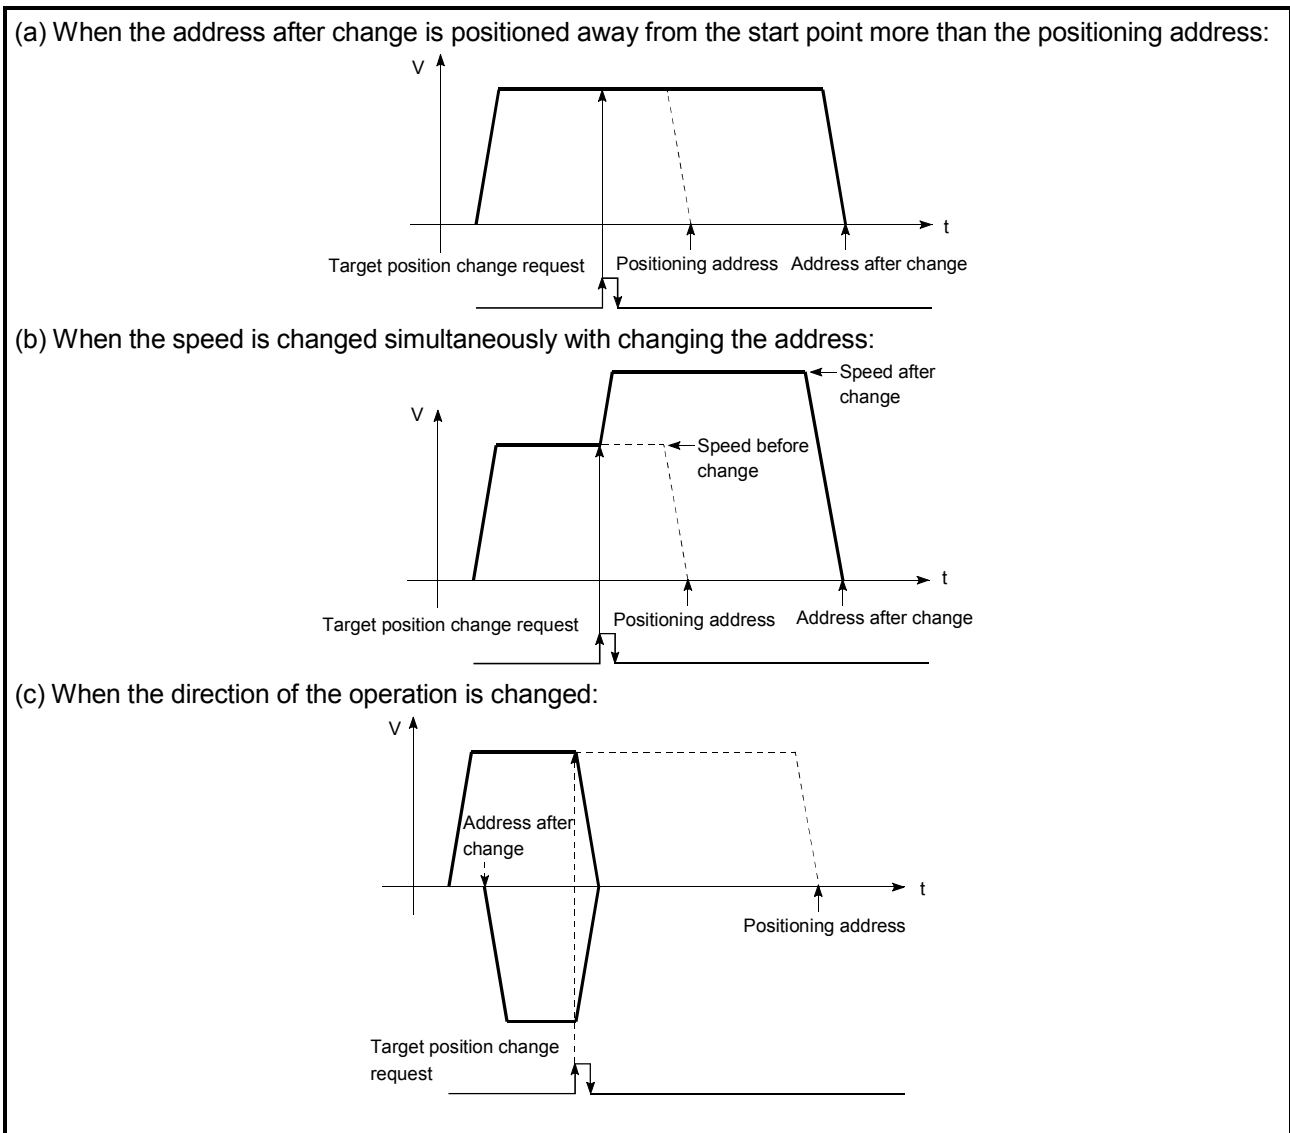 (a) When the address after change is positioned away from the start point more than the positioning address:
V
t
Target position change request
Positioning address
Address after change
(b) When the speed is changed simultaneously with changing the address:
Speed after
change
V
Speed before
change
t
Target position change request
Positioning address
Address after change
(c) When the direction of the operation is changed:
V
Address after
change
t
Positioning address
Target position change
request